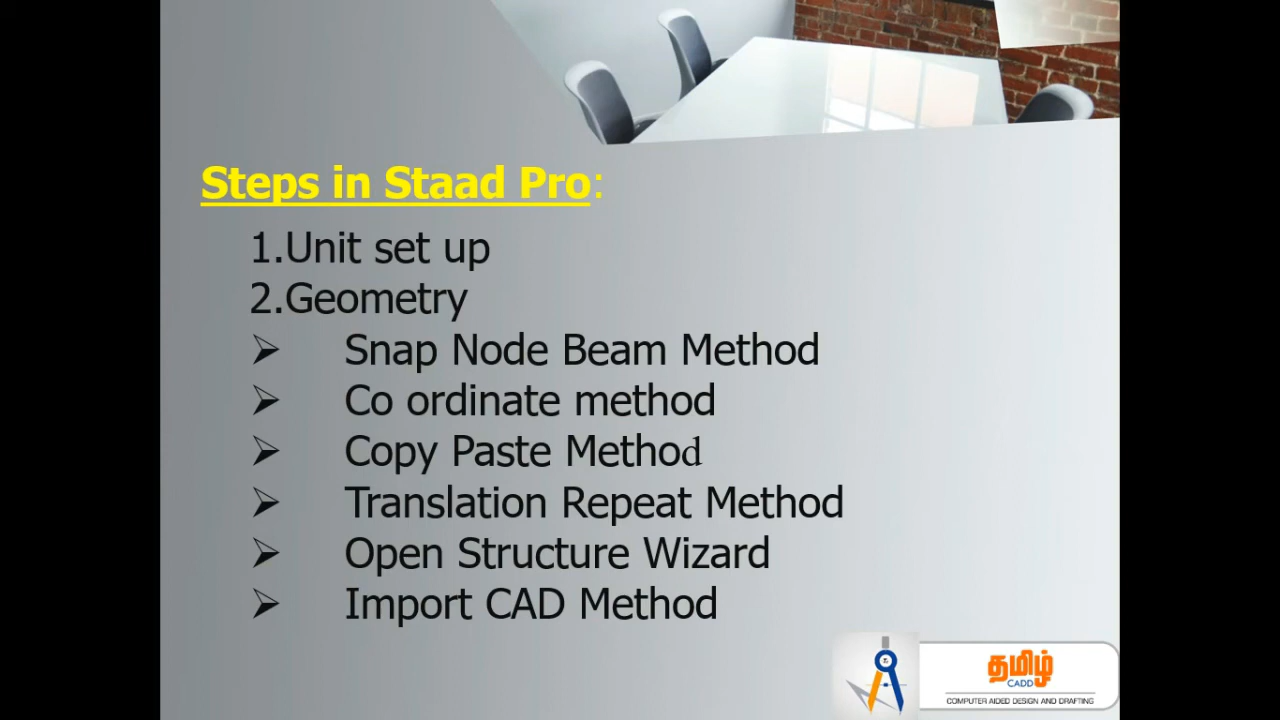 Steps in Staad Pro:
1.Unit set up
2.Geometry
➢ Snap Node Beam Method
➢ Co ordinate method
➢ Copy Paste Method
➢ Translation Repeat Method
➢ Open Structure Wizard
➢ Import CAD Method
தமிழ்
CADD
COMPUTER AIDED DESIGN AND DRAFTING